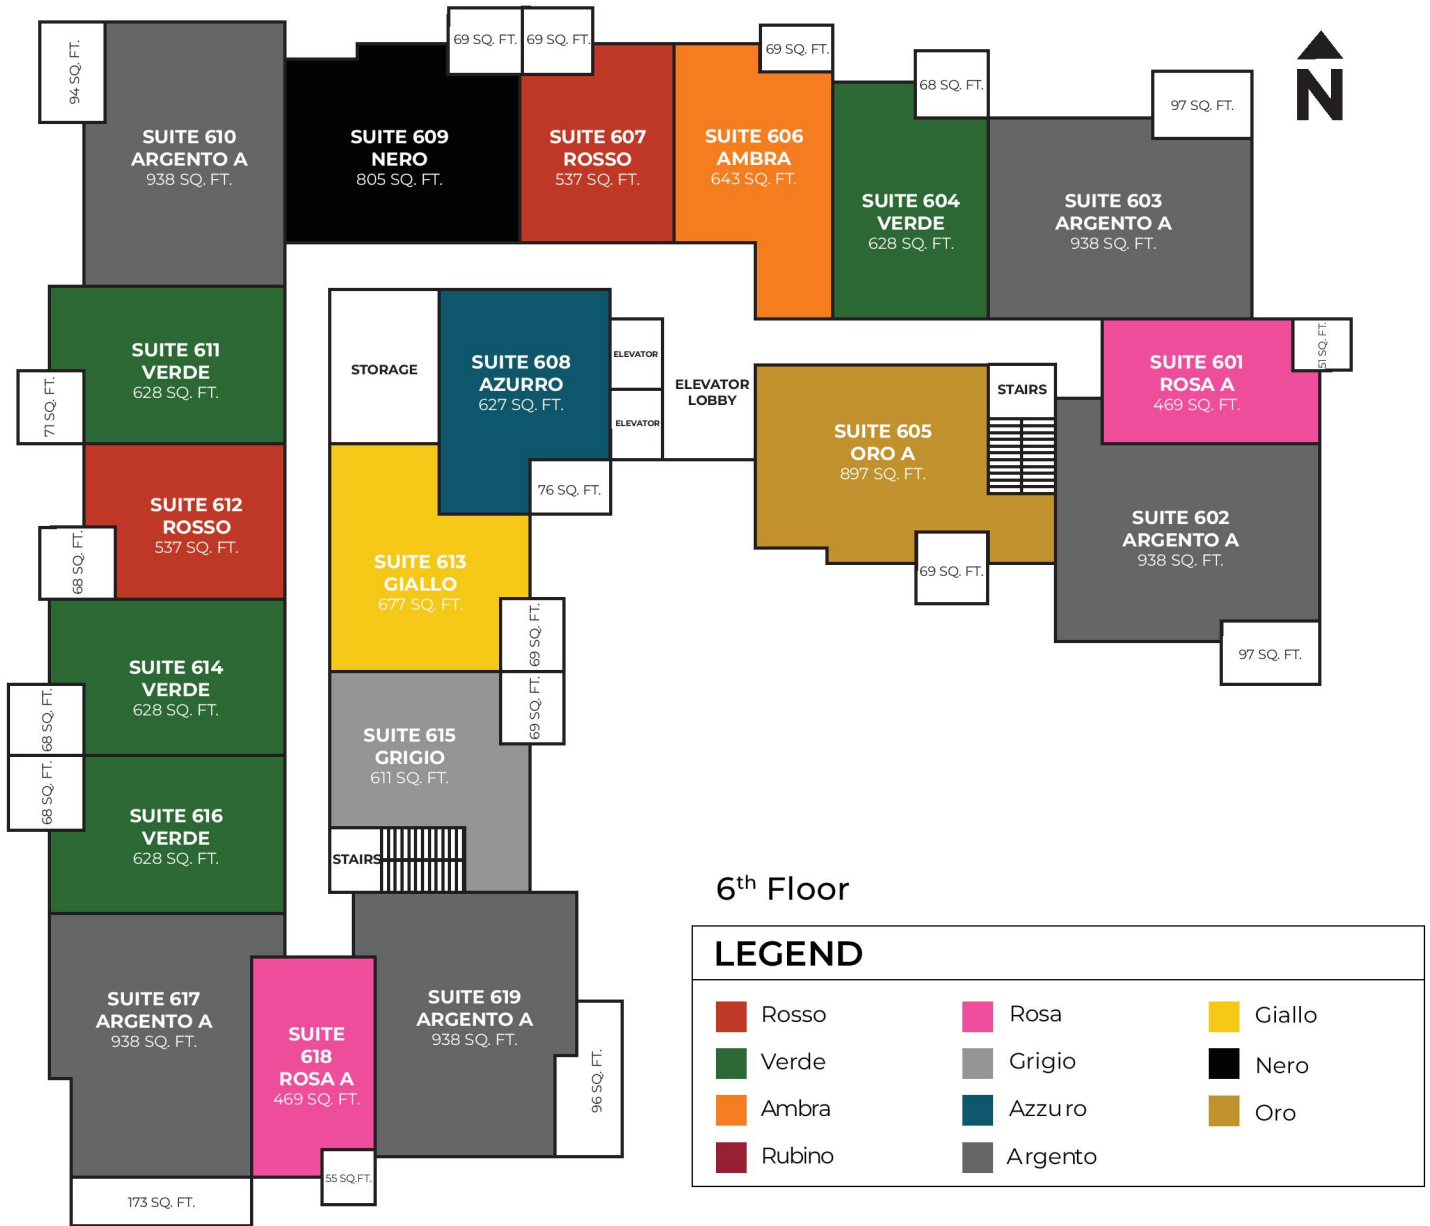 69 SQ. FT.
69 SQ. FT.
69 SQ. FT.
94 SQ. FT.
68 SQ. FT.
97 SQ. FT.
N
SUITE 610
ARGENTO A
938 SQ. FT.
SUITE 609
NERO
805 SQ. FT.
SUITE 607
ROSSO
537 SQ. FT.
SUITE 606
AMBRA
643 SQ. FT.
SUITE 604
VERDE
628 SQ. FT.
SUITE 603
ARGENTO A
938 SQ. FT.
SUITE 611
VERDE
628 SQ. FT.
71 SQ. FT.
STORAGE
SUITE 608
AZURRO
627 SQ. FT.
ELEVATOR
ELEVATOR
ELEVATOR
LOBBY
STAIRS
SUITE 601
ROSA A
469 SQ. FT.
51 SQ. FT.
SUITE 605
ORO A
897 SQ. FT.
76 SQ. FT.
SUITE 612
ROSSO
537 SQ. FT.
68 SQ. FT.
SUITE 602
ARGENTO A
938 SQ. FT.
69 SQ. FT.
97 SQ. FT.
SUITE 613
GIALLO
677 SQ. FT.
69 SQ. FT.
69 SQ. FT.
SUITE 614
VERDE
628 SQ. FT.
68 SQ. FT.
68 SQ. FT.
SUITE 615
GRIGIO
611 SQ. FT.
SUITE 616
VERDE
628 SQ. FT.
STAIRS
SUITE 617
ARGENTO A
938 SQ. FT.
SUITE
618
ROSA A
469 SQ. FT.
SUITE 619
ARGENTO A
938 SQ. FT.
96 SQ. FT.
55 SQ.FT.
173 SQ. FT.
6th Floor
LEGEND
Rosso
Verde
Ambra
Rubino
Rosa
Grigio
Azzuro
Argento
Giallo
Nero
Oro